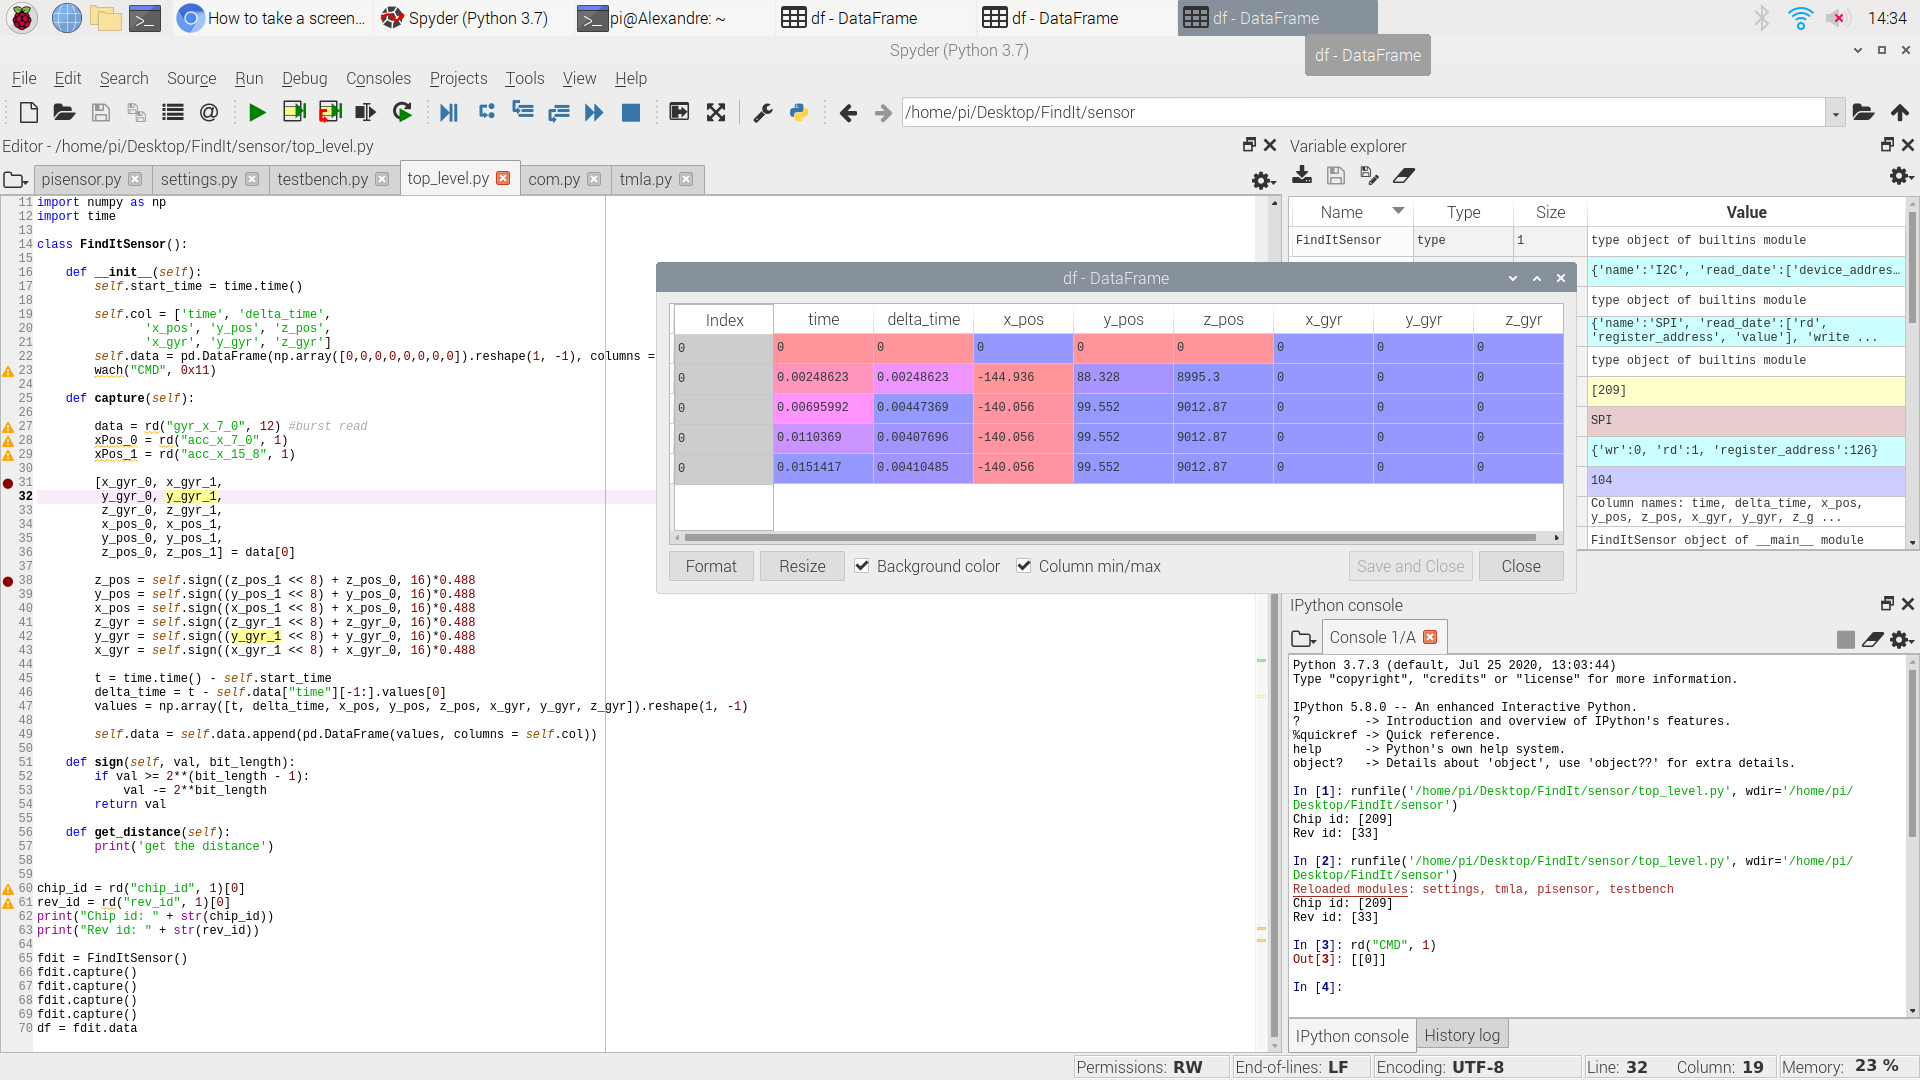 How to take a screen...
Spyder (Python 3.7)
pi@Alexandre: ~
df - DataFrame
df - DataFrame
df - DataFrame
14:34
Spyder (Python 3.7)
df - DataFrame
File Edit Search Source Run Debug Consoles Projects Tools View Help
/home/pi/Desktop/FindIt/sensor
Editor - /home/pi/Desktop/FindIt/sensor/top_level.py
pisensor.py settings.py testbench.py top_level.py com.py tmla.py
11 import numpy as np
12 import time
13
14 class FindItSensor():
15
16     def __init__(self):
17         self.start_time = time.time()
18
19         self.col = ['time', 'delta_time',
20                'x_pos', 'y_pos', 'z_pos',
21                'x_gyr', 'y_gyr', 'z_gyr']
22         self.data = pd.DataFrame(np.array([0,0,0,0,0,0,0,0]).reshape(1, -1), columns =
23         wach("CMD", 0x11)
24
25     def capture(self):
26
27         data = rd("gyr_x_7_0", 12) #burst read
28         xPos_0 = rd("acc_x_7_0", 1)
29         xPos_1 = rd("acc_x_15_8", 1)
30
31         [x_gyr_0, x_gyr_1,
32          y_gyr_0, y_gyr_1,
33          z_gyr_0, z_gyr_1,
34          x_pos_0, x_pos_1,
35          y_pos_0, y_pos_1,
36          z_pos_0, z_pos_1] = data[0]
37
38         z_pos = self.sign((z_pos_1 << 8) + z_pos_0, 16)*0.488
39         y_pos = self.sign((y_pos_1 << 8) + y_pos_0, 16)*0.488
40         x_pos = self.sign((x_pos_1 << 8) + x_pos_0, 16)*0.488
41         z_gyr = self.sign((z_gyr_1 << 8) + z_gyr_0, 16)*0.488
42         y_gyr = self.sign((y_gyr_1 << 8) + y_gyr_0, 16)*0.488
43         x_gyr = self.sign((x_gyr_1 << 8) + x_gyr_0, 16)*0.488
44
45         t = time.time() - self.start_time
46         delta_time = t - self.data["time"][-1:].values[0]
47         values = np.array([t, delta_time, x_pos, y_pos, z_pos, x_gyr, y_gyr, z_gyr]).reshape(1, -1)
48
49         self.data = self.data.append(pd.DataFrame(values, columns = self.col))
50
51     def sign(self, val, bit_length):
52         if val >= 2**(bit_length - 1):
53             val -= 2**bit_length
54         return val
55
56     def get_distance(self):
57         print('get the distance')
58
59
60 chip_id = rd("chip_id", 1)[0]
61 rev_id = rd("rev_id", 1)[0]
62 print("Chip id: " + str(chip_id))
63 print("Rev id: " + str(rev_id))
64
65 fdit = FindItSensor()
66 fdit.capture()
67 fdit.capture()
68 fdit.capture()
69 fdit.capture()
70 df = fdit.data
df - DataFrame
Index time delta_time x_pos y_pos z_pos x_gyr y_gyr z_gyr
0 0 0 0 0 0 0 0 0
0 0.00248623 0.00248623 -144.936 88.328 8995.3 0 0 0
0 0.00695992 0.00447369 -140.056 99.552 9012.87 0 0 0
0 0.0110369 0.00407696 -140.056 99.552 9012.87 0 0 0
0 0.0151417 0.00410485 -140.056 99.552 9012.87 0 0 0
Format Resize Background color Column min/max Save and Close Close
Variable explorer
Name Type Size Value
FindItSensor type 1 type object of builtins module
{'name':'I2C', 'read_date':['device_addres...
type object of builtins module
{'name':'SPI', 'read_date':['rd',
'register_address', 'value'], 'write ...
type object of builtins module
[209]
SPI
{'wr':0, 'rd':1, 'register_address':126}
104
Column names: time, delta_time, x_pos,
y_pos, z_pos, x_gyr, y_gyr, z_g ...
FindItSensor object of __main__ module
IPython console
Console 1/A
Python 3.7.3 (default, Jul 25 2020, 13:03:44)
Type "copyright", "credits" or "license" for more information.
IPython 5.8.0 -- An enhanced Interactive Python.
?         -> Introduction and overview of IPython's features.
%quickref -> Quick reference.
help      -> Python's own help system.
object?   -> Details about 'object', use 'object??' for extra details.
In [1]: runfile('/home/pi/Desktop/FindIt/sensor/top_level.py', wdir='/home/pi/
Desktop/FindIt/sensor')
Chip id: [209]
Rev id: [33]
In [2]: runfile('/home/pi/Desktop/FindIt/sensor/top_level.py', wdir='/home/pi/
Desktop/FindIt/sensor')
Reloaded modules: settings, tmla, pisensor, testbench
Chip id: [209]
Rev id: [33]
In [3]: rd("CMD", 1)
Out[3]: [[0]]
In [4]:
IPython console History log
Permissions: RW End-of-lines: LF Encoding: UTF-8 Line: 32 Column: 19 Memory: 23 %